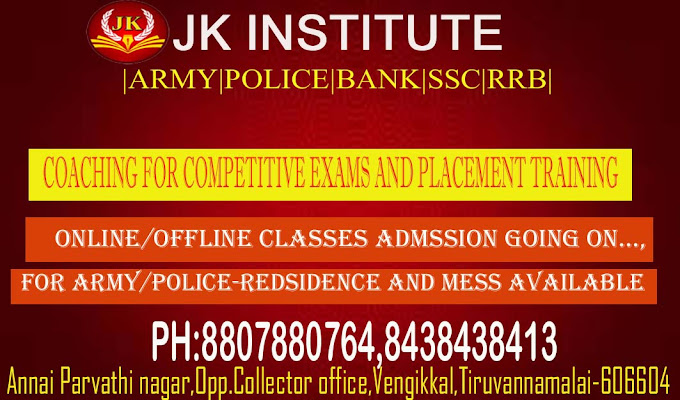 JK
JK INSTITUTE
|ARMY|POLICE|BANK|SSC|RRB|
COACHING FOR COMPETITIVE EXAMS AND PLACEMENT TRAINING
ONLINE/OFFLINE CLASSES ADMSSION GOING ON...,
FOR ARMY/POLICE-REDSIDENCE AND MESS AVAILABLE
PH:8807880764,8438438413
Annai Parvathi nagar,Opp.Collector office,Vengikkal,Tiruvannamalai-606604